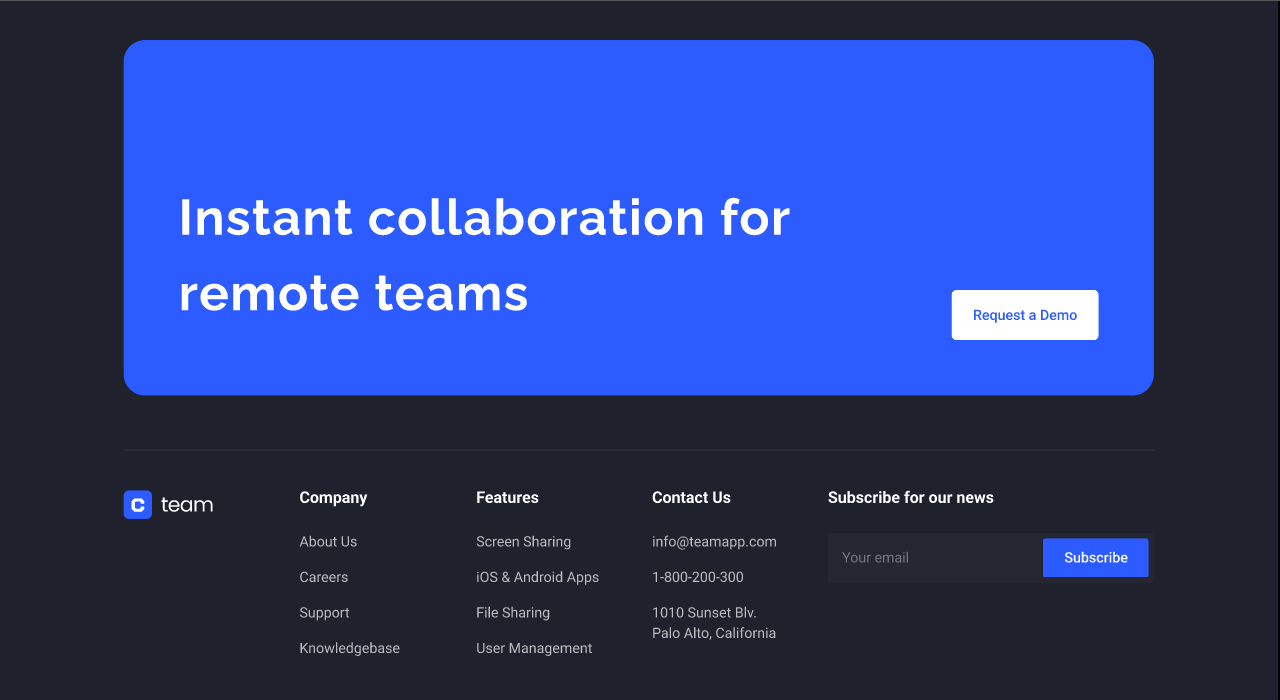 Instant collaboration for
remote teams
Request a Demo
C team
Company
About Us
Careers
Support
Knowledgebase
Features
Screen Sharing
iOS & Android Apps
File Sharing
User Management
Contact Us
info@teamapp.com
1-800-200-300
1010 Sunset Blv.
Palo Alto, California
Subscribe for our news
Your email
Subscribe